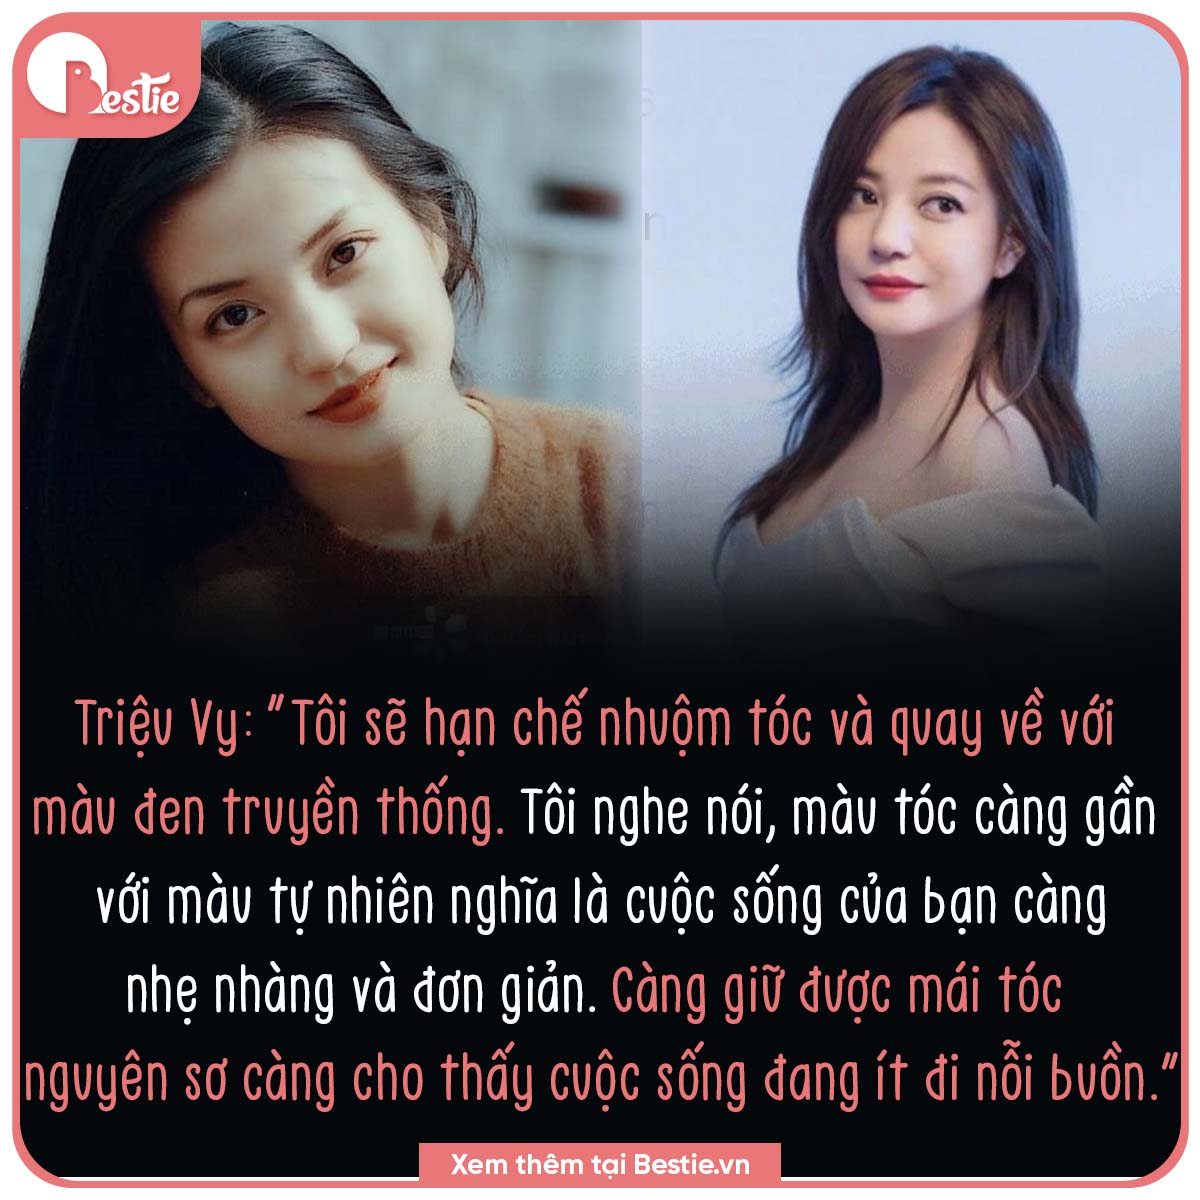 Bestie
Triệu Vy: "Tôi sẽ hạn chế nhuộm tóc và quay về với
màu đen truyền thống. Tôi nghe nói, màu tóc càng gần
với màu tự nhiên nghĩa là cuộc sống của bạn càng
nhẹ nhàng và đơn giản. Càng giữ được mái tóc
nguyên sơ càng cho thấy cuộc sống đang ít đi nỗi buồn."
Xem thêm tại Bestie.vn